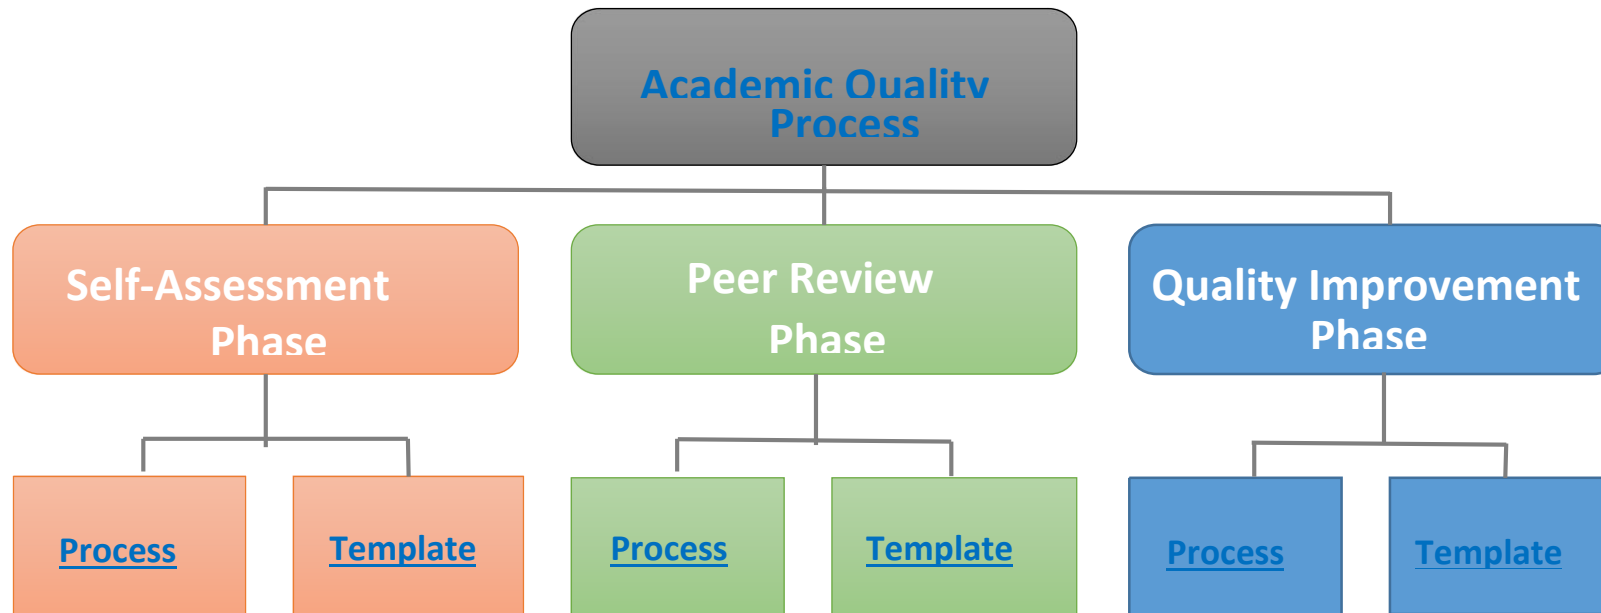 Academic Quality
Process
Self-Assessment
Phase
Peer Review
Phase
Quality Improvement
Phase
Process
Template
Process
Template
Process
Template